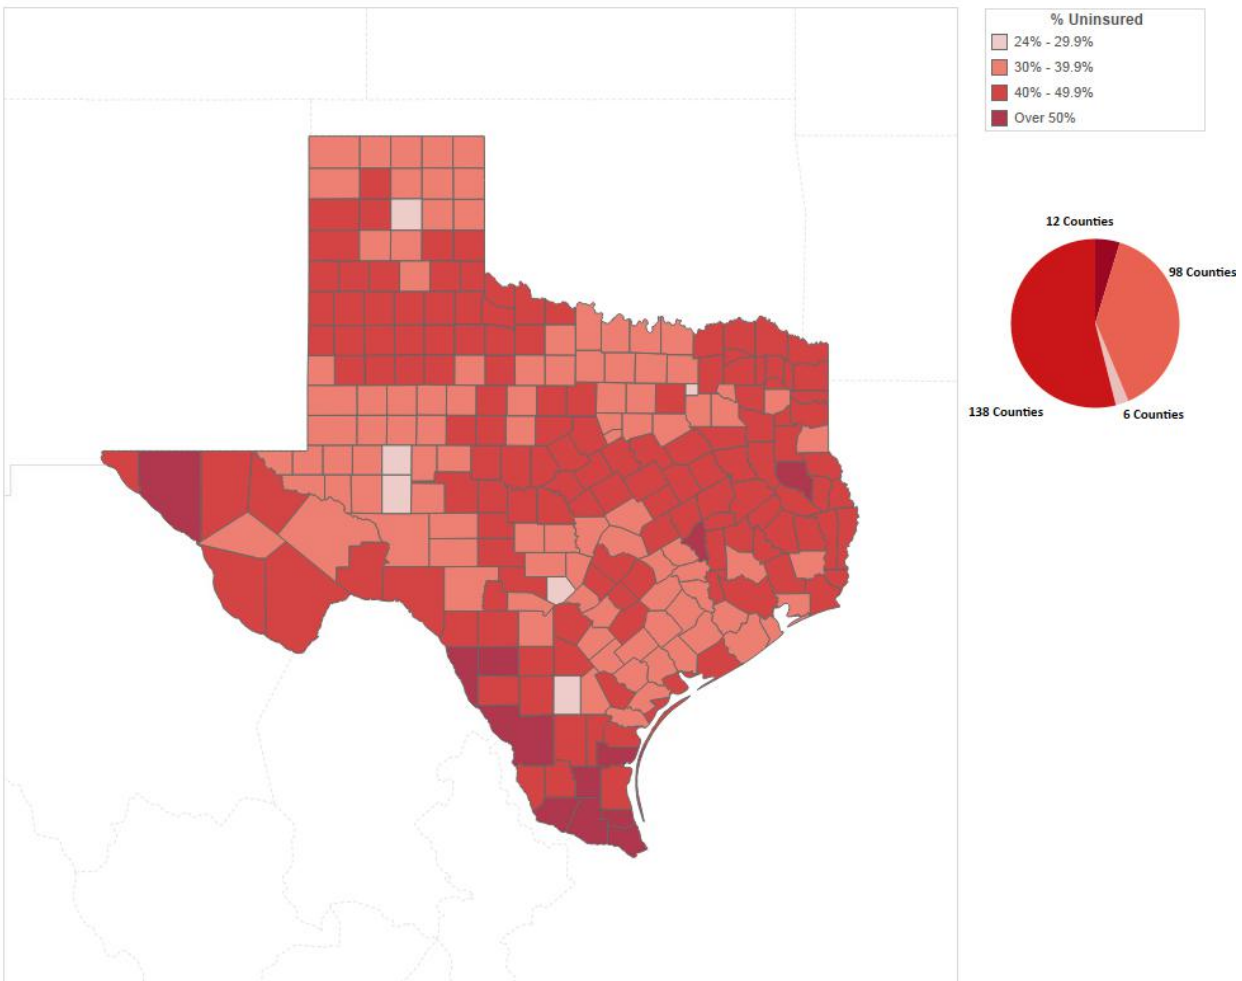 % Uninsured
24% - 29.9%
30% - 39.9%
40% - 49.9%
Over 50%
12 Counties
98 Counties
138 Counties
6 Counties